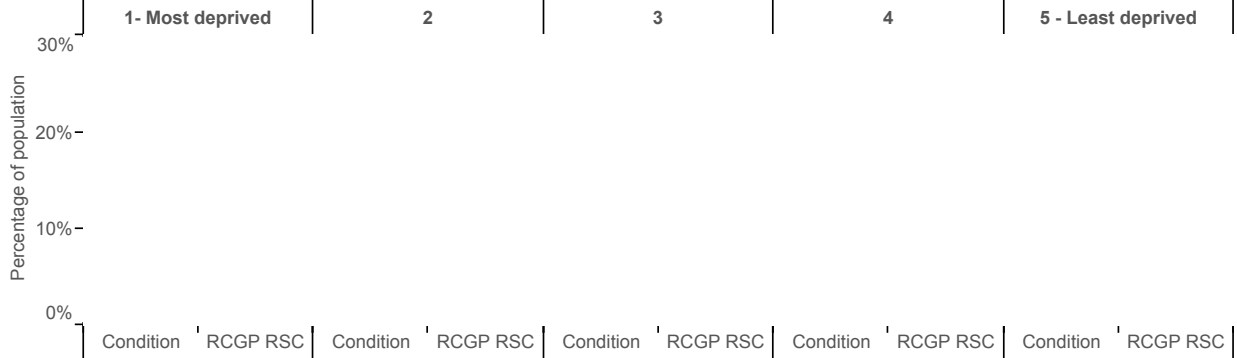 1- Most deprived 2 3 4 5 - Least deprived
30%
Percentage of population
20%
10%
0%
Condition RCGP RSC Condition RCGP RSC Condition RCGP RSC Condition RCGP RSC Condition RCGP RSC